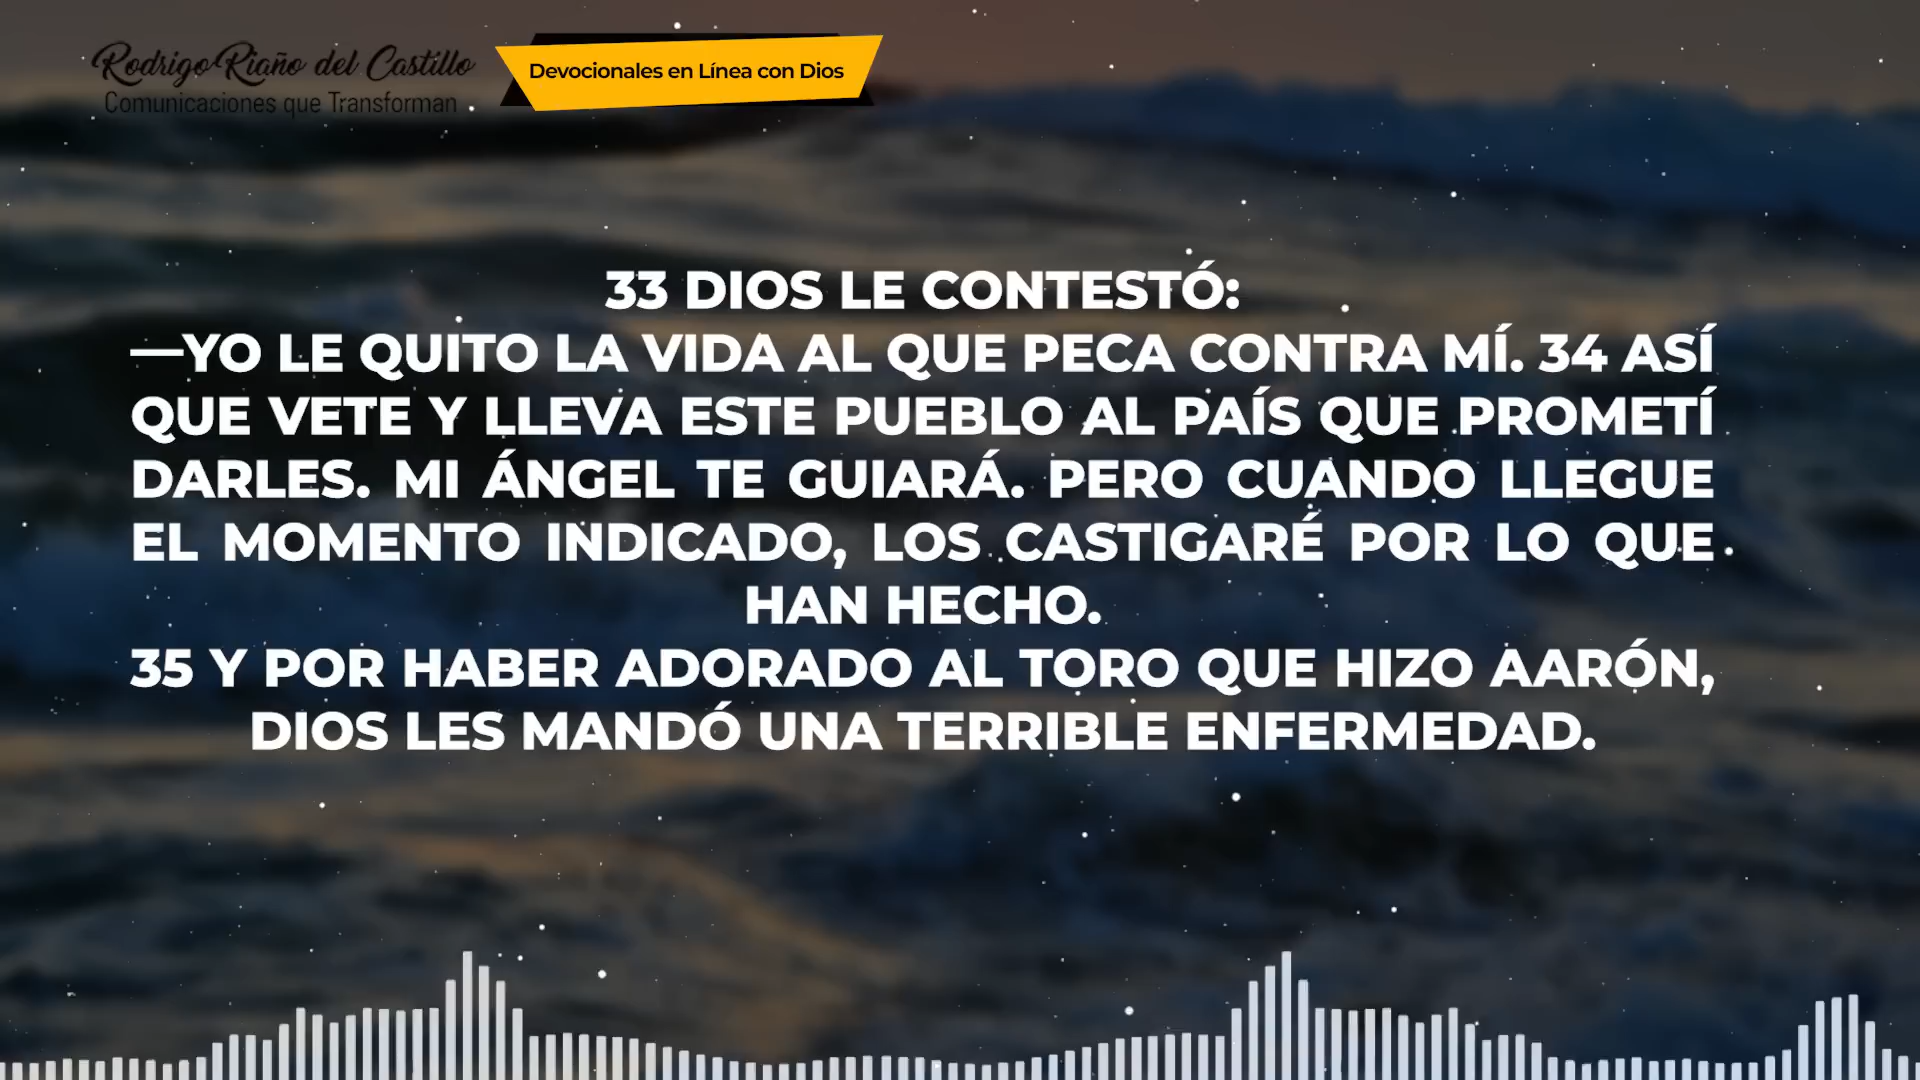 Rodrigo Riaño del Castillo
Comunicaciones que Transforman
Devocionales en Línea con Dios
33 DIOS LE CONTESTÓ:
—YO LE QUITO LA VIDA AL QUE PECA CONTRA MÍ. 34 ASÍ
QUE VETE Y LLEVA ESTE PUEBLO AL PAÍS QUE PROMETÍ
DARLES. MI ÁNGEL TE GUIARÁ. PERO CUANDO LLEGUE
EL MOMENTO INDICADO, LOS CASTIGARÉ POR LO QUE
HAN HECHO.
35 Y POR HABER ADORADO AL TORO QUE HIZO AARÓN,
DIOS LES MANDÓ UNA TERRIBLE ENFERMEDAD.